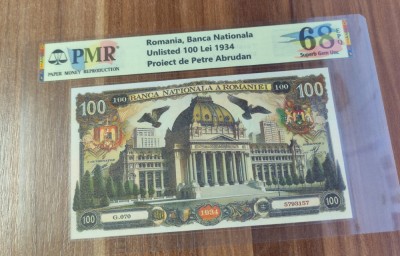 PMR
PAPER MONEY REPRODUCTION
Romania, Banca Nationala
Unlisted 100 Lei 1934
Proiect de Petre Abrudan
68 EPQ
Superb Gem Unc
100 100 100 100
BANCA NATIONALA A ROMANIEI
G.070
5793157
100 1934 100